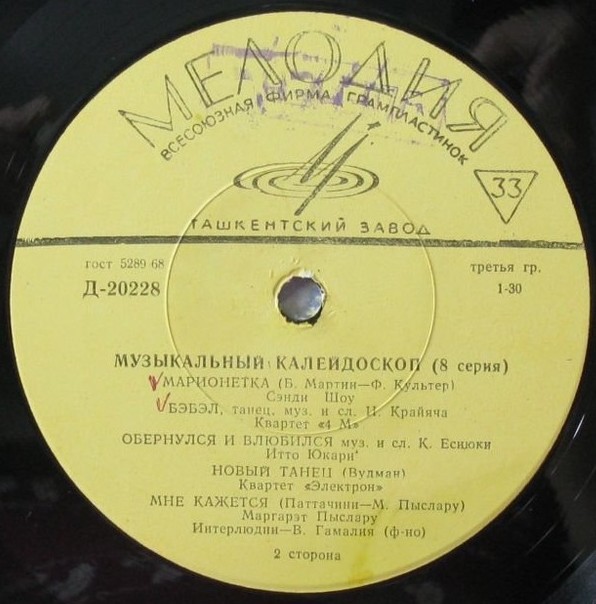 МЕЛОДИЯ
ВСЕСОЮЗНАЯ ФИРМА ГРАМПЛАСТИНОК
33
ТАШКЕНТСКИЙ ЗАВОД
гост 5289-68
третья гр.
Д-20228
1-30
МУЗЫКАЛЬНЫЙ КАЛЕЙДОСКОП (8 серия)
МАРИОНЕТКА (Б. Мартин—Ф. Культер)
Сэнди Шоу
БЭБЭЛ, танец, муз. и сл. Н. Крайяча
Квартет «4 М»
ОБЕРНУЛСЯ И ВЛЮБИЛСЯ муз. и сл. К. Есиюки
Итто Юкари
НОВЫЙ ТАНЕЦ (Вудман)
Квартет «Электрон»
МНЕ КАЖЕТСЯ (Паттачини—М. Пыслару)
Маргарэт Пыслару
Интерлюдии—В. Гамалия (ф-но)
2 сторона